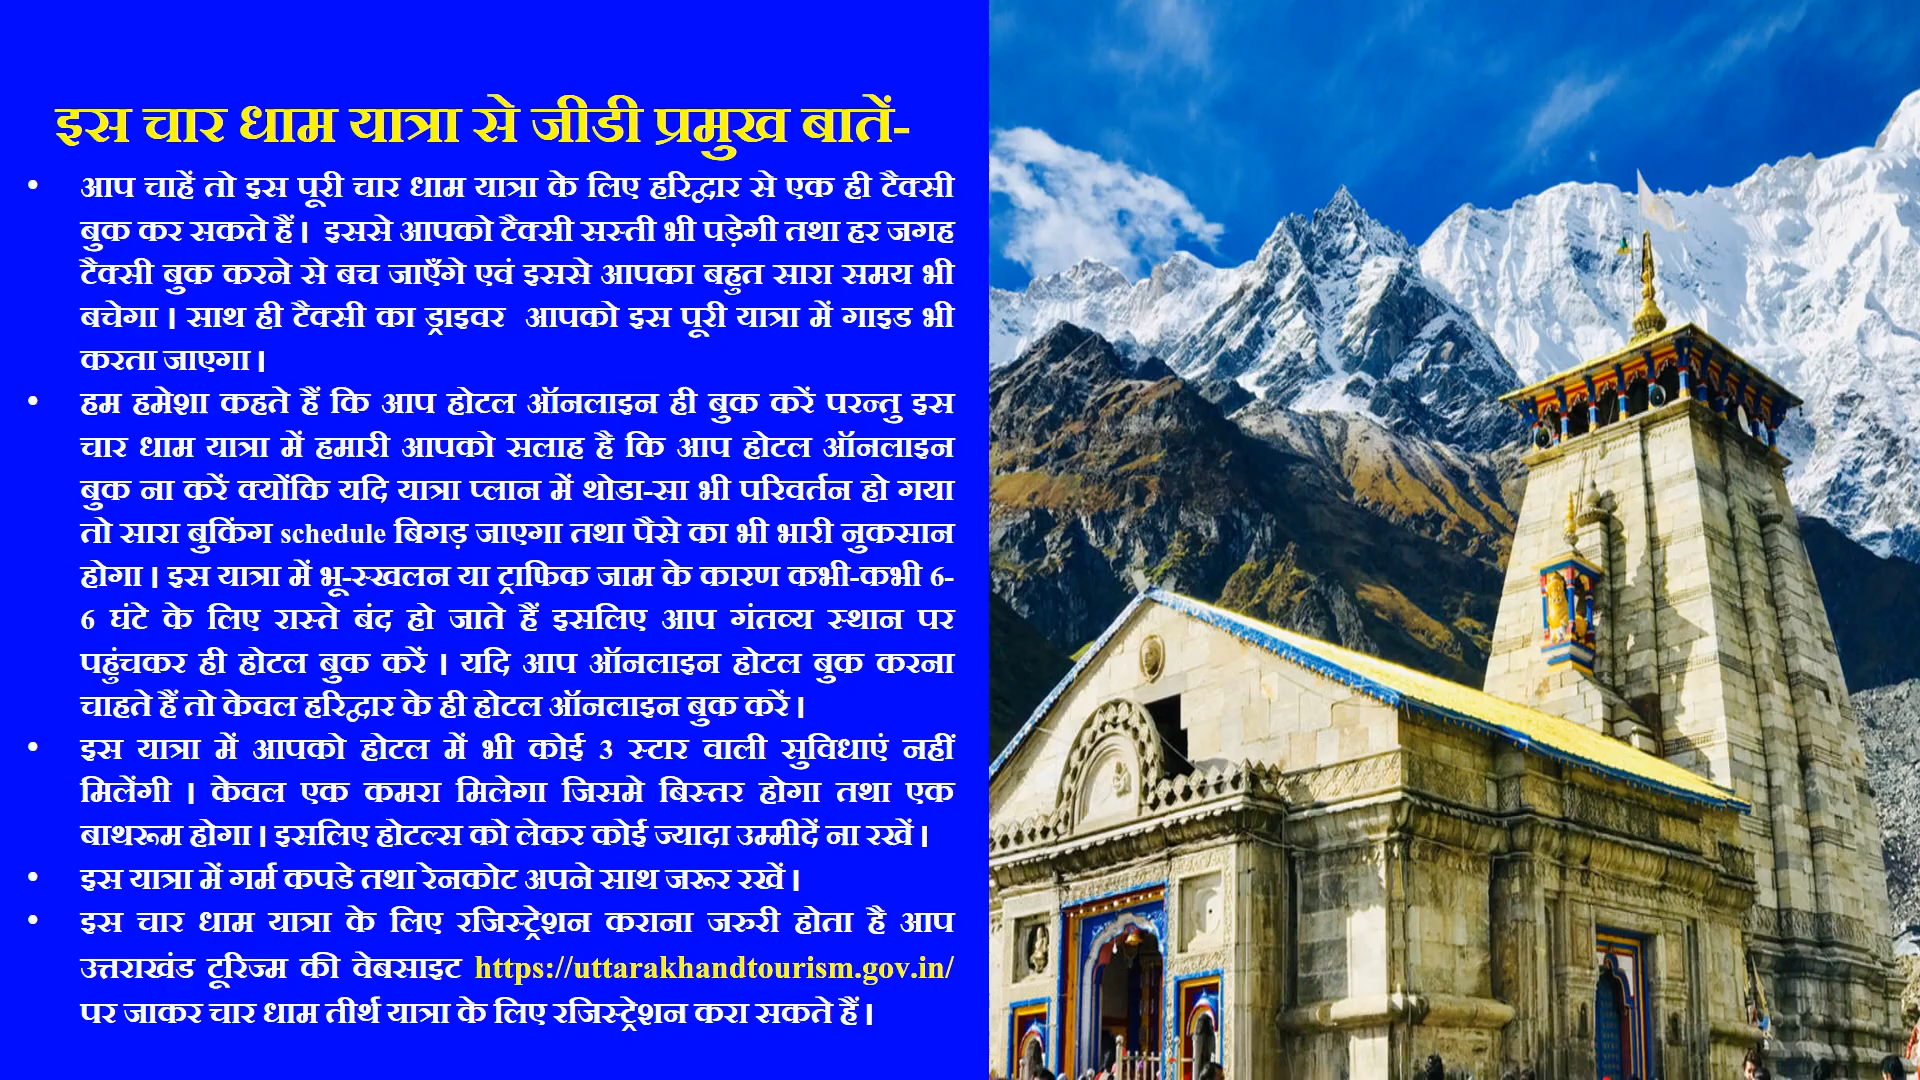 इस चार धाम यात्रा से जीडी प्रमुख बातें-
• आप चाहें तो इस पूरी चार धाम यात्रा के लिए हरिद्वार से एक ही टैक्सी
बुक कर सकते हैं । इससे आपको टैक्सी सस्ती भी पड़ेगी तथा हर जगह
टैक्सी बुक करने से बच जाएँगे एवं इससे आपका बहुत सारा समय भी
बचेगा । साथ ही टैक्सी का ड्राइवर आपको इस पूरी यात्रा में गाइड भी
करता जाएगा ।
• हम हमेशा कहते हैं कि आप होटल ऑनलाइन ही बुक करें परन्तु इस
चार धाम यात्रा में हमारी आपको सलाह है कि आप होटल ऑनलाइन
बुक ना करें क्योंकि यदि यात्रा प्लान में थोडा-सा भी परिवर्तन हो गया
तो सारा बुकिंग schedule बिगड़ जाएगा तथा पैसे का भी भारी नुकसान
होगा । इस यात्रा में भू-स्खलन या ट्राफिक जाम के कारण कभी-कभी 6-
6 घंटे के लिए रास्ते बंद हो जाते हैं इसलिए आप गंतव्य स्थान पर
पहुंचकर ही होटल बुक करें । यदि आप ऑनलाइन होटल बुक करना
चाहते हैं तो केवल हरिद्वार के ही होटल ऑनलाइन बुक करें ।
• इस यात्रा में आपको होटल में भी कोई 3 स्टार वाली सुविधाएं नहीं
मिलेंगी । केवल एक कमरा मिलेगा जिसमे बिस्तर होगा तथा एक
बाथरूम होगा । इसलिए होटल्स को लेकर कोई ज्यादा उम्मीदें ना रखें ।
• इस यात्रा में गर्म कपडे तथा रेनकोट अपने साथ जरूर रखें ।
• इस चार धाम यात्रा के लिए रजिस्ट्रेशन कराना जरुरी होता है आप
उत्तराखंड टूरिज्म की वेबसाइट https://uttarakhandtourism.gov.in/
पर जाकर चार धाम तीर्थ यात्रा के लिए रजिस्ट्रेशन करा सकते हैं ।